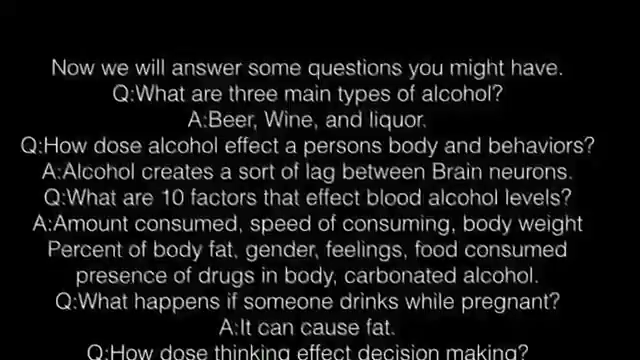 Now we will answer some questions you might have.
Q:What are three main types of alcohol?
A:Beer, Wine, and liquor.
Q:How dose alcohol effect a persons body and behaviors?
A:Alcohol creates a sort of lag between Brain neurons.
Q:What are 10 factors that effect blood alcohol levels?
A:Amount consumed, speed of consuming, body weight
Percent of body fat, gender, feelings, food consumed
presence of drugs in body, carbonated alcohol.
Q:What happens if someone drinks while pregnant?
A:It can cause fat.
Q:How dose thinking effect decision making?